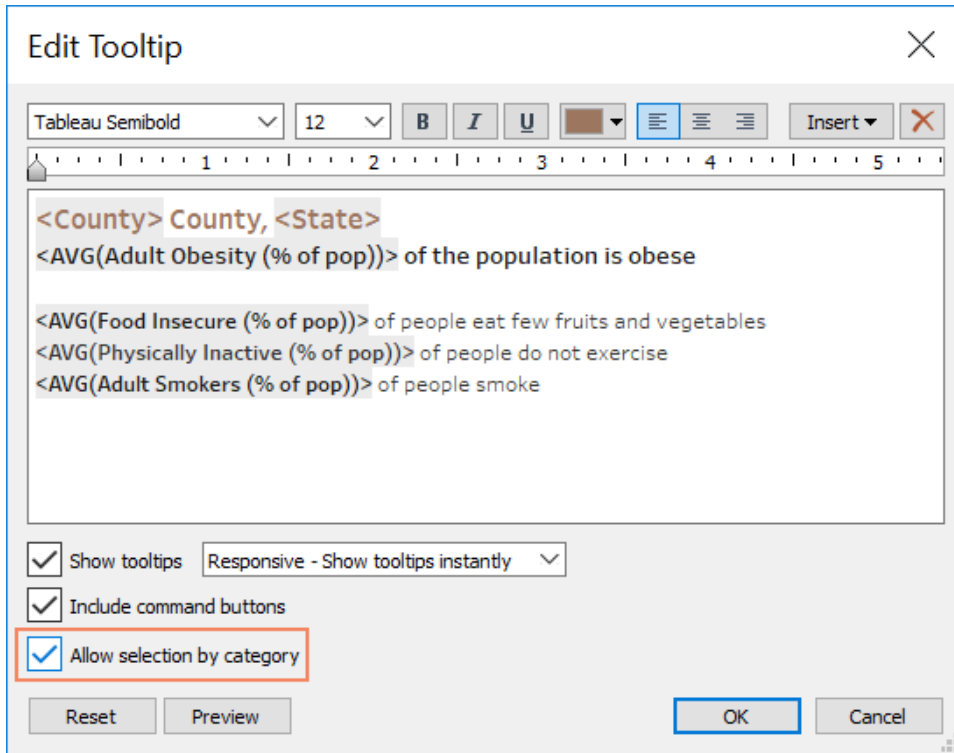 Edit Tooltip
Tableau Semibold 12 B I U Insert
1 2 3 4 5
<County> County, <State>
<AVG(Adult Obesity (% of pop))> of the population is obese
<AVG(Food Insecure (% of pop))> of people eat few fruits and vegetables
<AVG(Physically Inactive (% of pop))> of people do not exercise
<AVG(Adult Smokers (% of pop))> of people smoke
Show tooltips Responsive - Show tooltips instantly
Include command buttons
Allow selection by category
Reset Preview OK Cancel